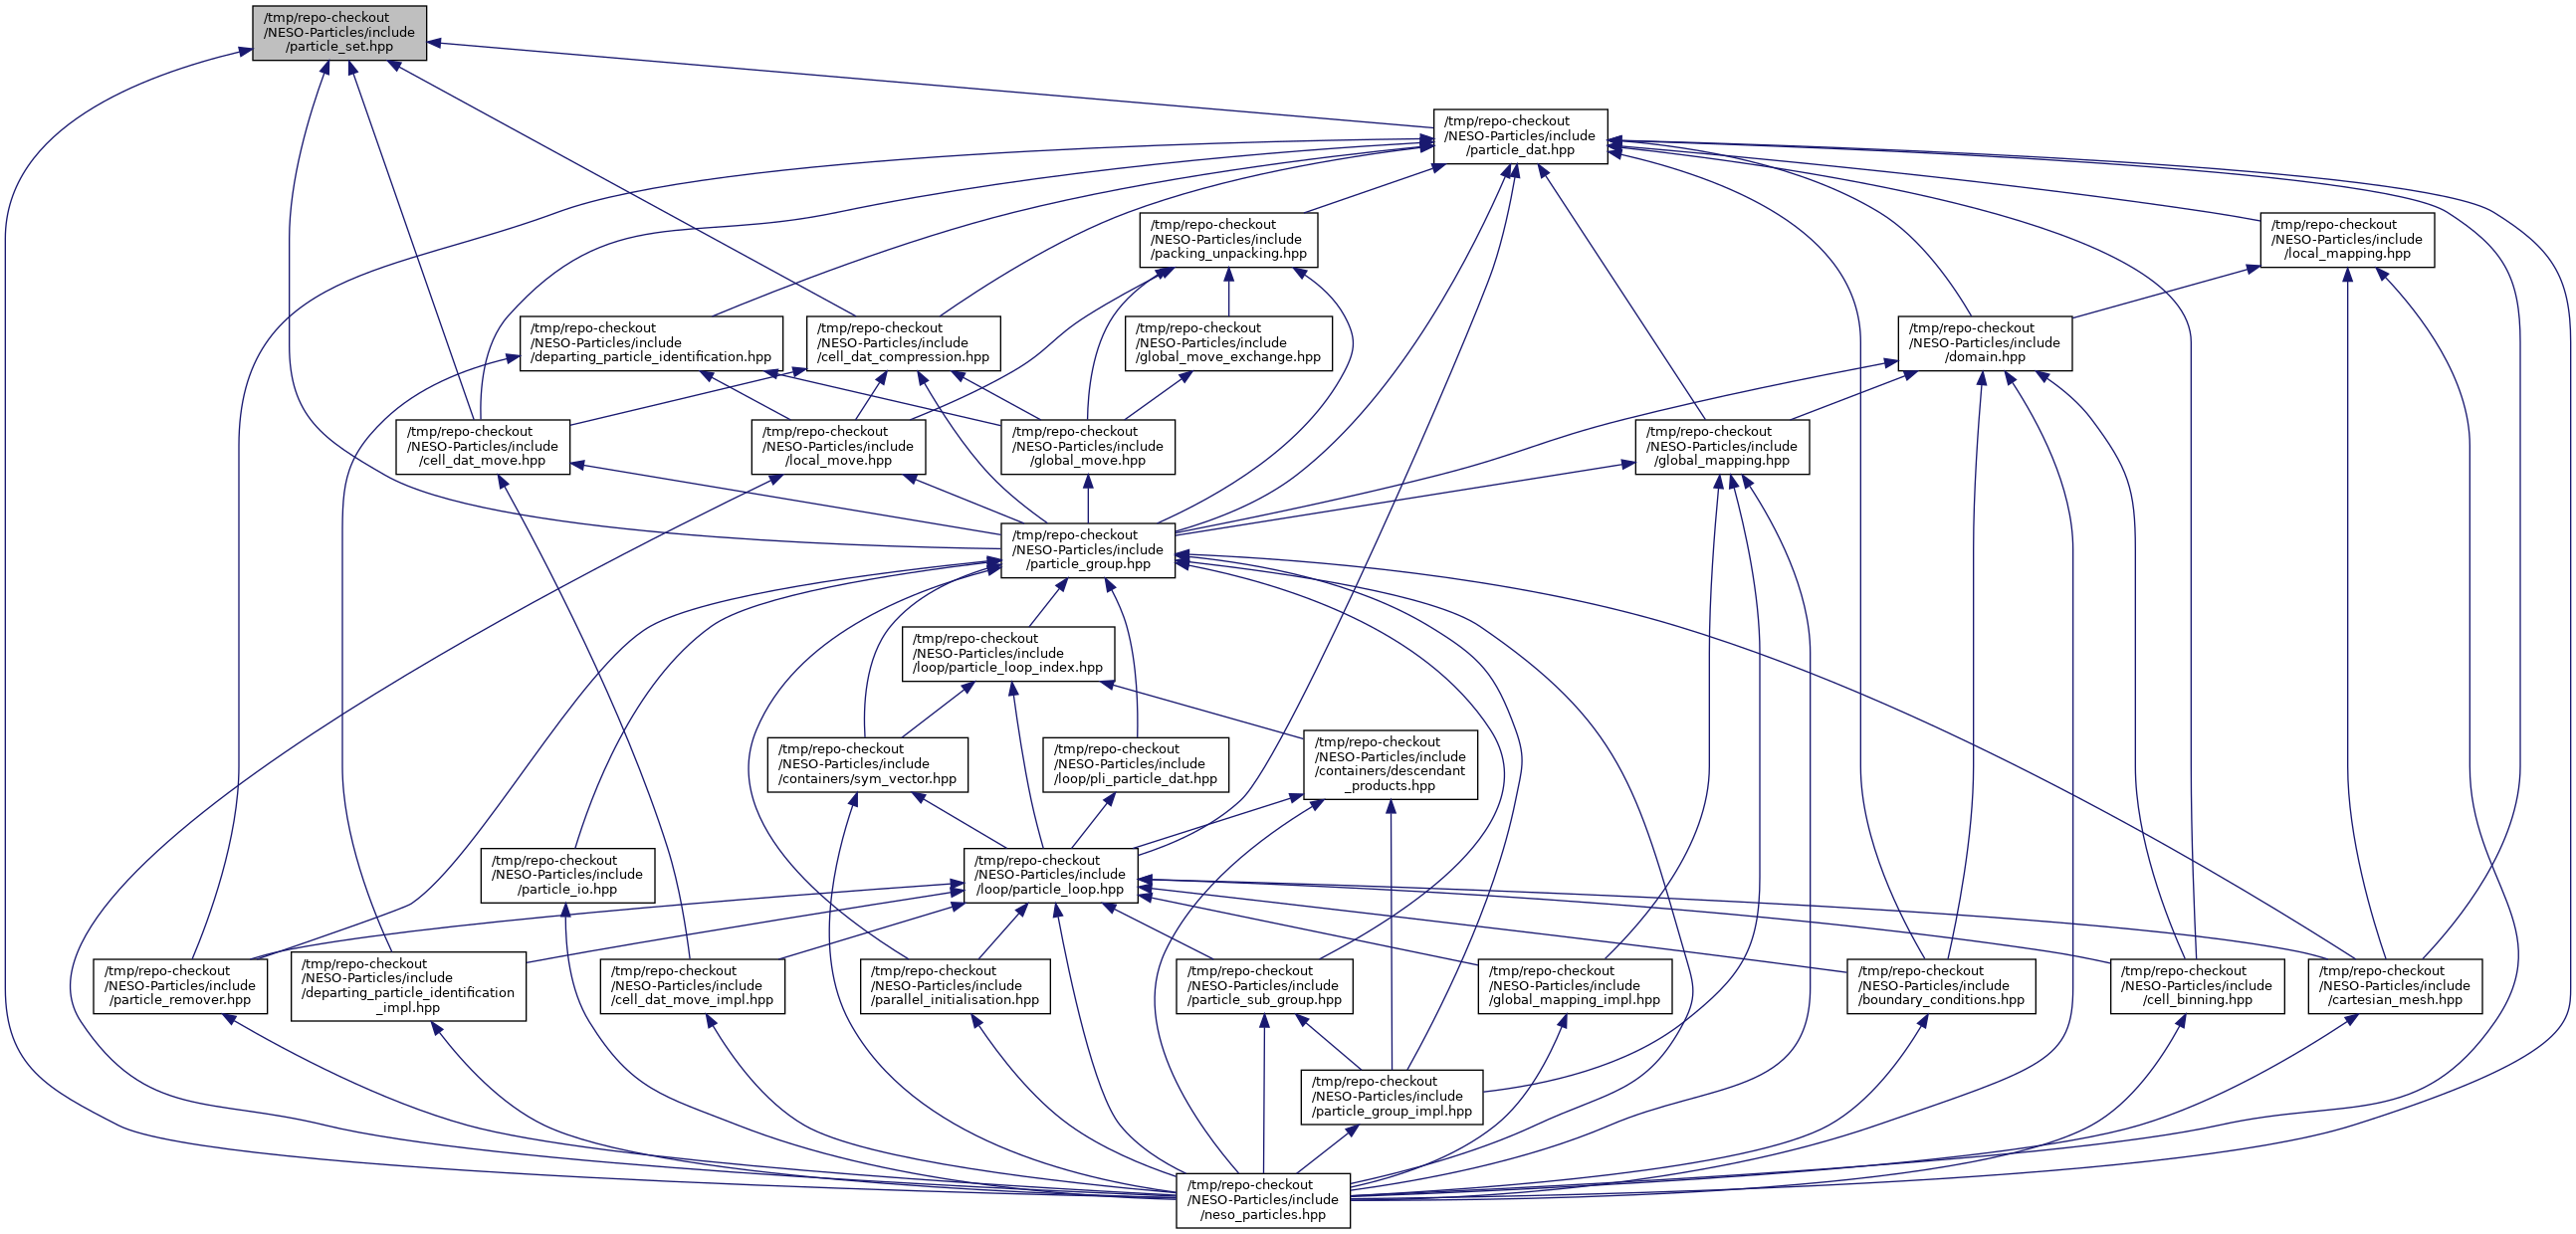 /tmp/repo-checkout
/NESO-Particles/include
/particle_set.hpp
/tmp/repo-checkout
/NESO-Particles/include
/particle_dat.hpp
/tmp/repo-checkout
/NESO-Particles/include
/packing_unpacking.hpp
/tmp/repo-checkout
/NESO-Particles/include
/local_mapping.hpp
/tmp/repo-checkout
/NESO-Particles/include
/departing_particle_identification.hpp
/tmp/repo-checkout
/NESO-Particles/include
/cell_dat_compression.hpp
/tmp/repo-checkout
/NESO-Particles/include
/global_move_exchange.hpp
/tmp/repo-checkout
/NESO-Particles/include
/domain.hpp
/tmp/repo-checkout
/NESO-Particles/include
/cell_dat_move.hpp
/tmp/repo-checkout
/NESO-Particles/include
/local_move.hpp
/tmp/repo-checkout
/NESO-Particles/include
/global_move.hpp
/tmp/repo-checkout
/NESO-Particles/include
/global_mapping.hpp
/tmp/repo-checkout
/NESO-Particles/include
/particle_group.hpp
/tmp/repo-checkout
/NESO-Particles/include
/loop/particle_loop_index.hpp
/tmp/repo-checkout
/NESO-Particles/include
/containers/sym_vector.hpp
/tmp/repo-checkout
/NESO-Particles/include
/loop/pli_particle_dat.hpp
/tmp/repo-checkout
/NESO-Particles/include
/containers/descendant
_products.hpp
/tmp/repo-checkout
/NESO-Particles/include
/particle_io.hpp
/tmp/repo-checkout
/NESO-Particles/include
/loop/particle_loop.hpp
/tmp/repo-checkout
/NESO-Particles/include
/particle_remover.hpp
/tmp/repo-checkout
/NESO-Particles/include
/departing_particle_identification
_impl.hpp
/tmp/repo-checkout
/NESO-Particles/include
/cell_dat_move_impl.hpp
/tmp/repo-checkout
/NESO-Particles/include
/parallel_initialisation.hpp
/tmp/repo-checkout
/NESO-Particles/include
/particle_sub_group.hpp
/tmp/repo-checkout
/NESO-Particles/include
/global_mapping_impl.hpp
/tmp/repo-checkout
/NESO-Particles/include
/boundary_conditions.hpp
/tmp/repo-checkout
/NESO-Particles/include
/cell_binning.hpp
/tmp/repo-checkout
/NESO-Particles/include
/cartesian_mesh.hpp
/tmp/repo-checkout
/NESO-Particles/include
/particle_group_impl.hpp
/tmp/repo-checkout
/NESO-Particles/include
/neso_particles.hpp